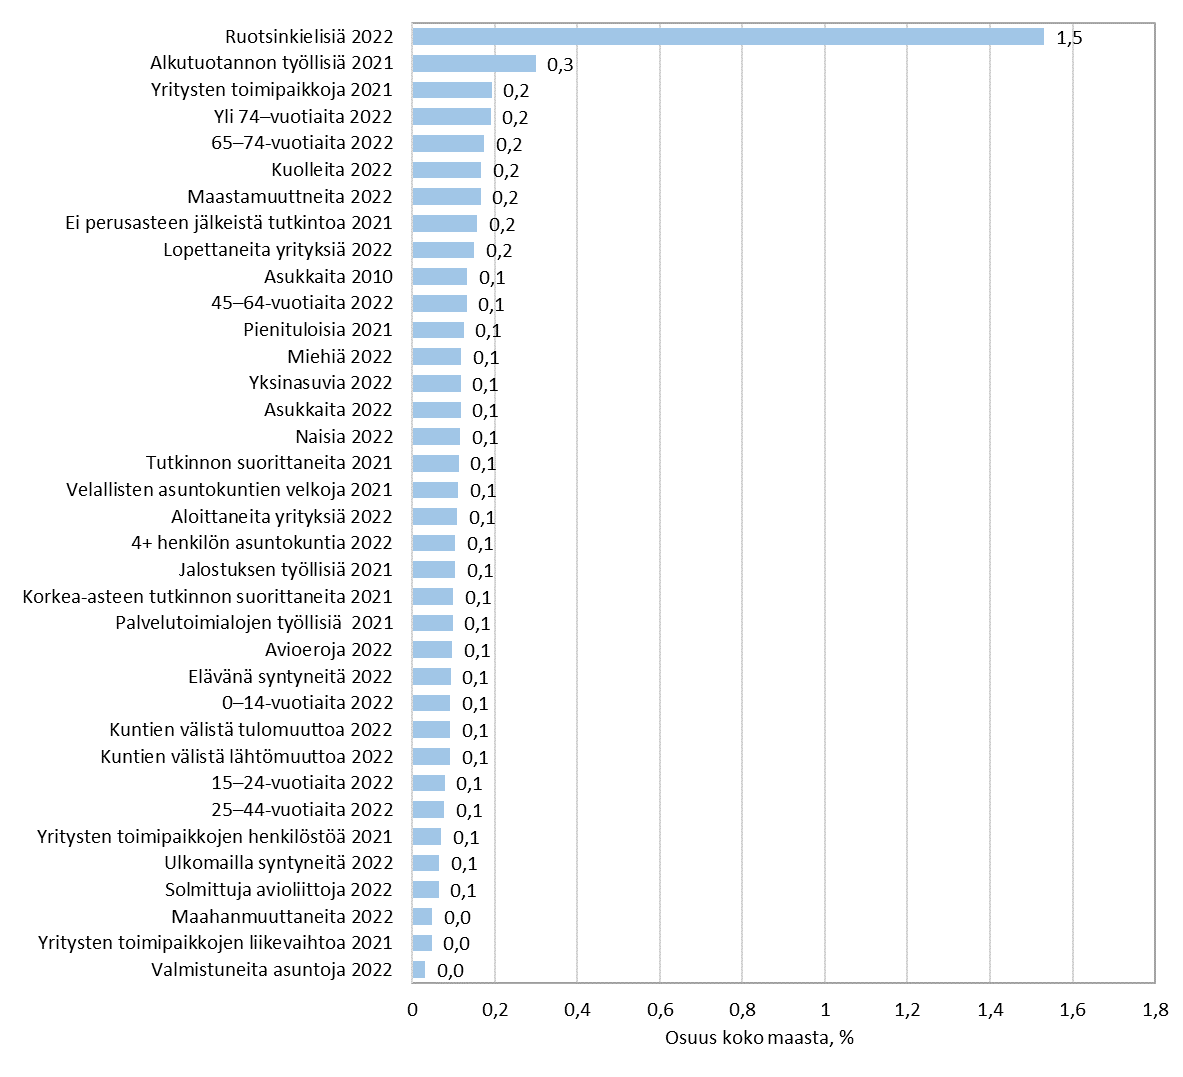 Ruotsinkielisiä 2022 1,5
Alkutuotannon työllisiä 2021 0,3
Yritysten toimipaikkoja 2021 0,2
Yli 74–vuotiaita 2022 0,2
65–74-vuotiaita 2022 0,2
Kuolleita 2022 0,2
Maastamuuttneita 2022 0,2
Ei perusasteen jälkeistä tutkintoa 2021 0,2
Lopettaneita yrityksiä 2022 0,2
Asukkaita 2010 0,1
45–64-vuotiaita 2022 0,1
Pienituloisia 2021 0,1
Miehiä 2022 0,1
Yksinasuvia 2022 0,1
Asukkaita 2022 0,1
Naisia 2022 0,1
Tutkinnon suorittaneita 2021 0,1
Velallisten asuntokuntien velkoja 2021 0,1
Aloittaneita yrityksiä 2022 0,1
4+ henkilön asuntokuntia 2022 0,1
Jalostuksen työllisiä 2021 0,1
Korkea-asteen tutkinnon suorittaneita 2021 0,1
Palvelutoimialojen työllisiä 2021 0,1
Avioeroja 2022 0,1
Elävänä syntyneitä 2022 0,1
0–14-vuotiaita 2022 0,1
Kuntien välistä tulomuuttoa 2022 0,1
Kuntien välistä lähtömuuttoa 2022 0,1
15–24-vuotiaita 2022 0,1
25–44-vuotiaita 2022 0,1
Yritysten toimipaikkojen henkilöstöä 2021 0,1
Ulkomailla syntyneitä 2022 0,1
Solmittuja avioliittoja 2022 0,1
Maahanmuuttaneita 2022 0,0
Yritysten toimipaikkojen liikevaihtoa 2021 0,0
Valmistuneita asuntoja 2022 0,0
0 0,2 0,4 0,6 0,8 1 1,2 1,4 1,6 1,8
Osuus koko maasta, %